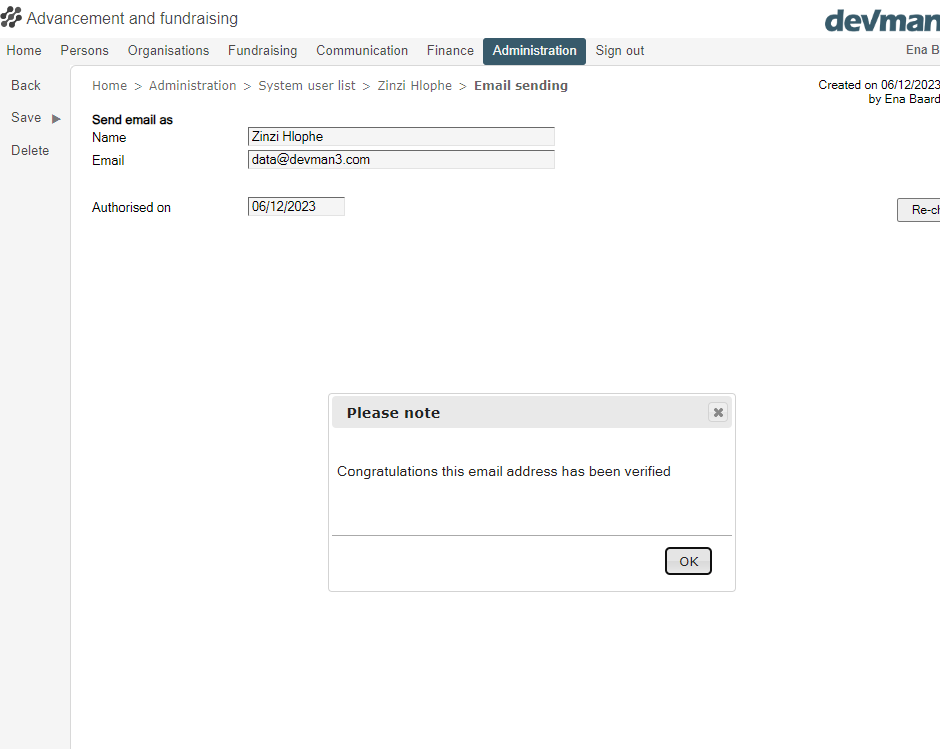 Advancement and fundraising
devman
Home Persons Organisations Fundraising Communication Finance Administration Sign out Ena B
Back
Save
Delete
Home > Administration > System user list > Zinzi Hlophe > Email sending
Created on 06/12/2023
by Ena Baard
Send email as
Name Zinzi Hlophe
Email data@devman3.com
Authorised on 06/12/2023
Re-ch
Please note
Congratulations this email address has been verified
OK